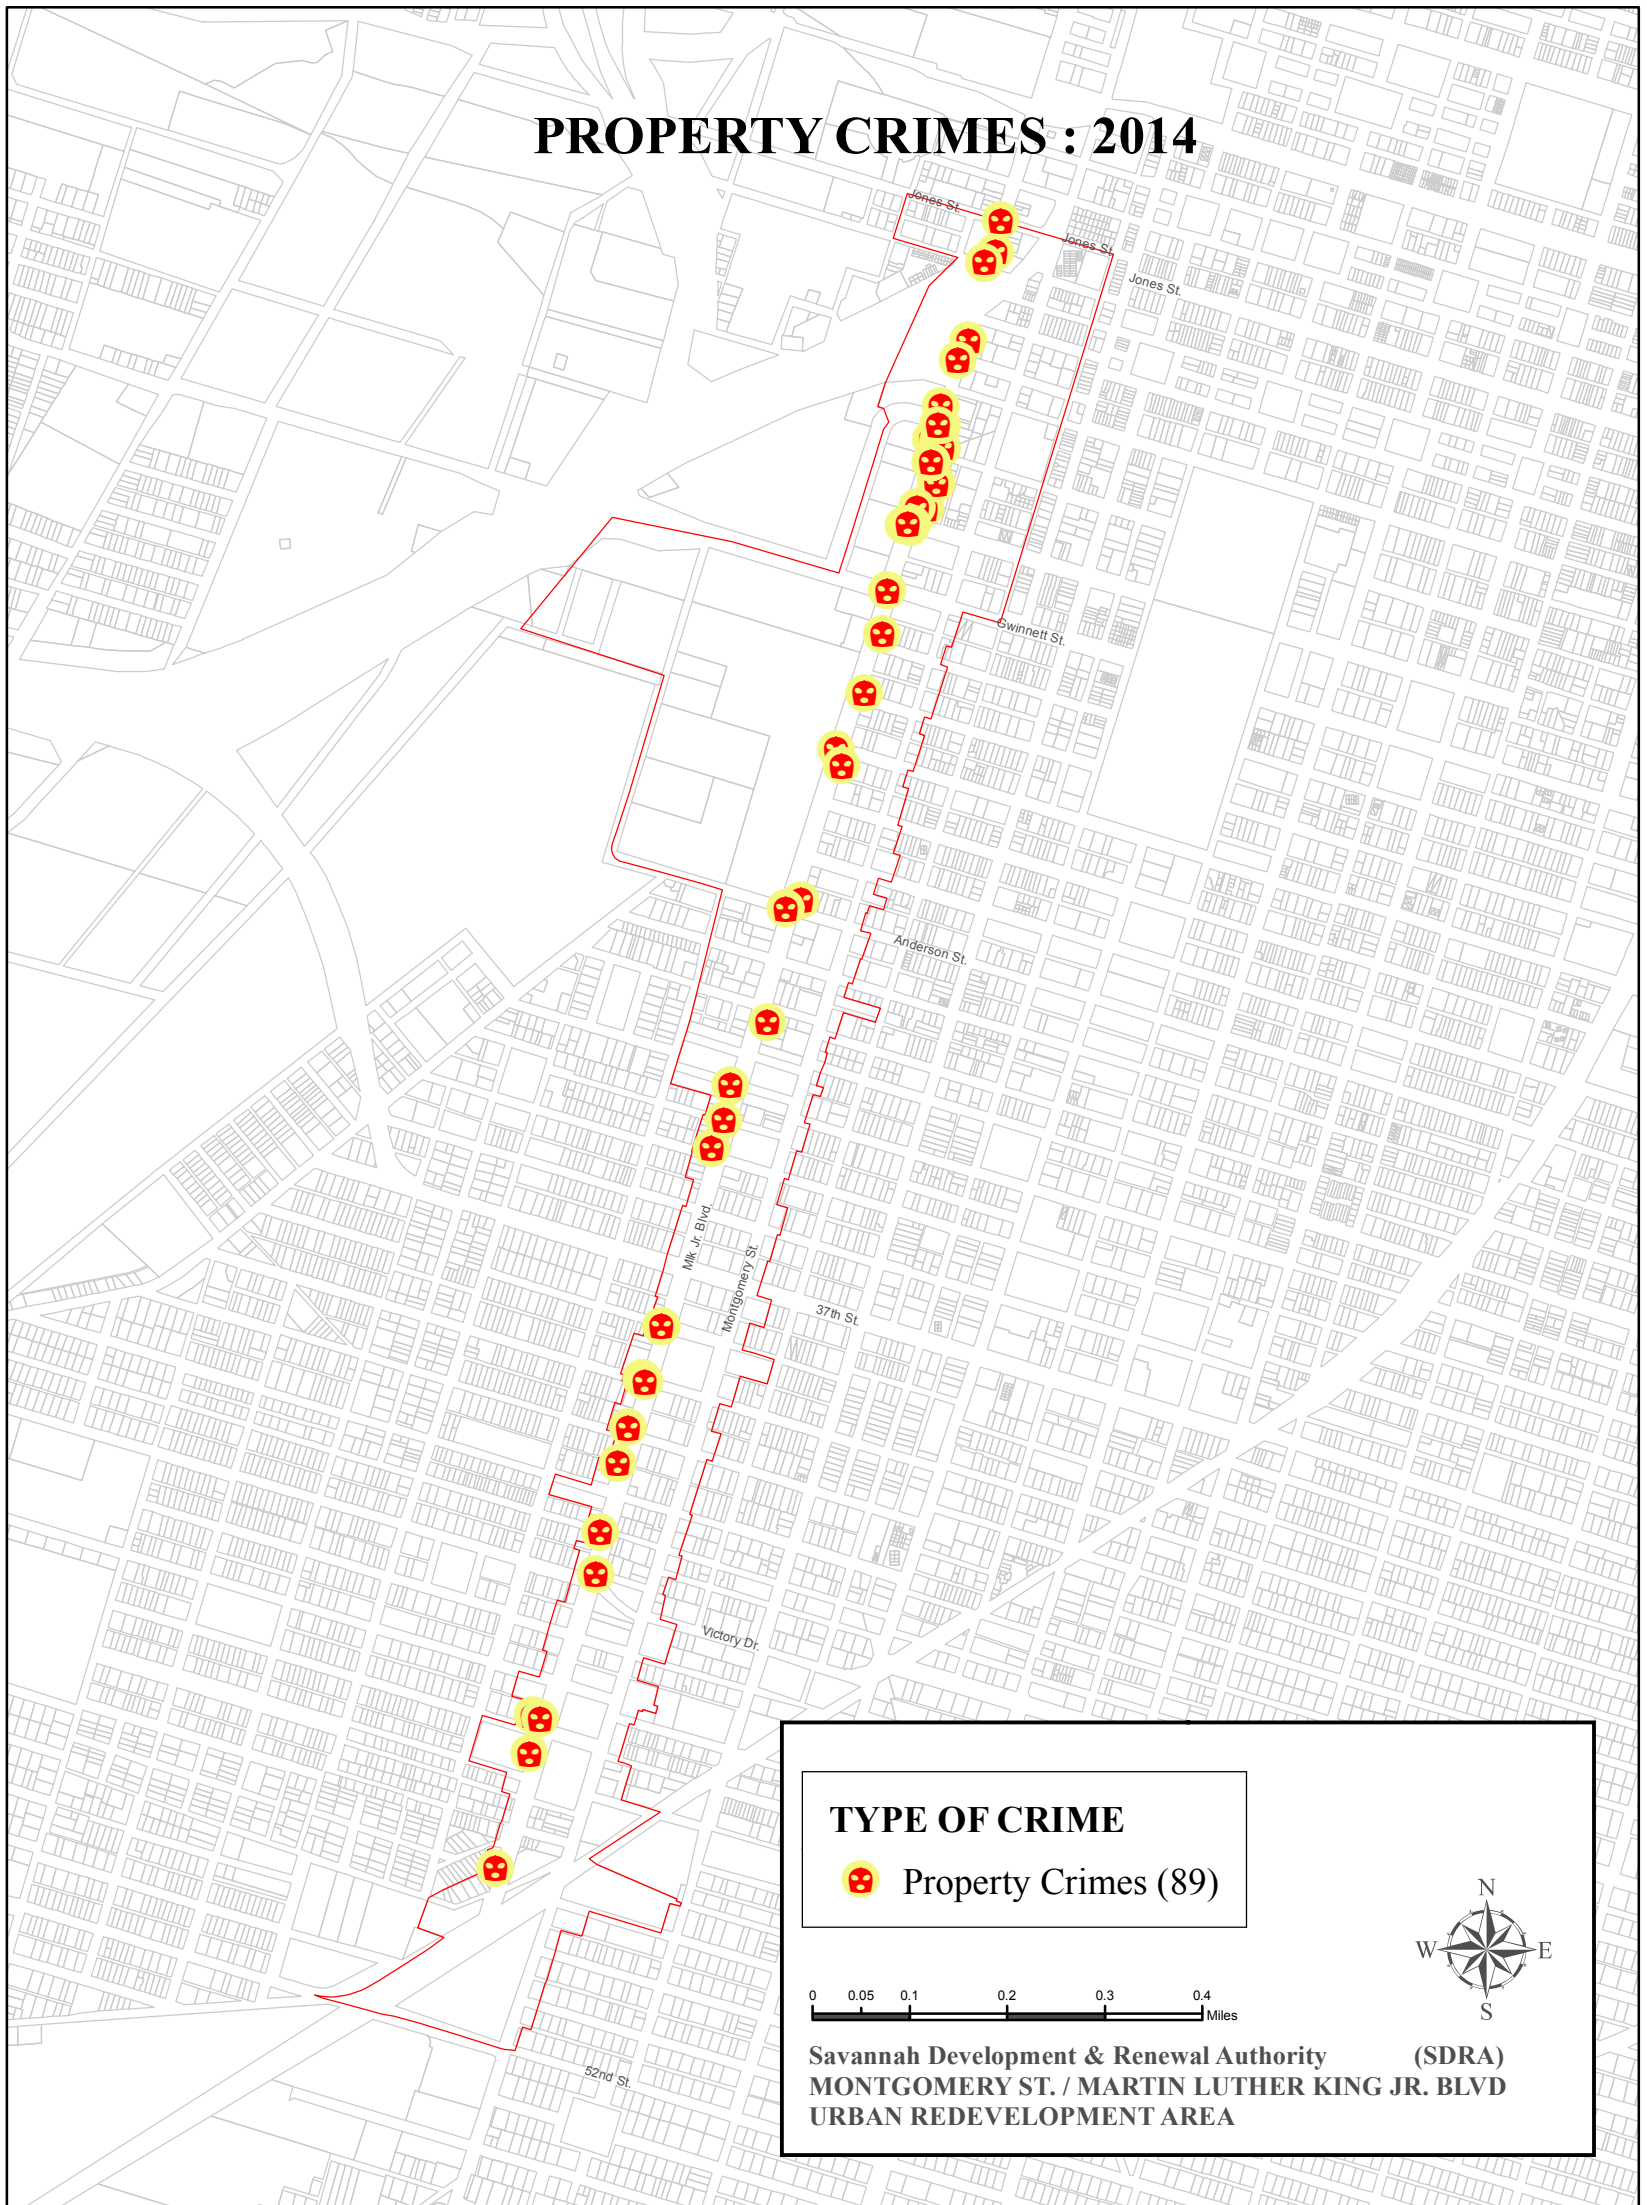 PROPERTY CRIMES : 2014
Jones St.
Jones St.
Jones St.
Gwinnett St.
Anderson St.
Mlk Jr. Blvd.
Montgomery St.
37th St.
Victory Dr.
52nd St.
TYPE OF CRIME
Property Crimes (89)
N
W E
S
0 0.05 0.1 0.2 0.3 0.4
Miles
Savannah Development & Renewal Authority (SDRA)
MONTGOMERY ST. / MARTIN LUTHER KING JR. BLVD
URBAN REDEVELOPMENT AREA